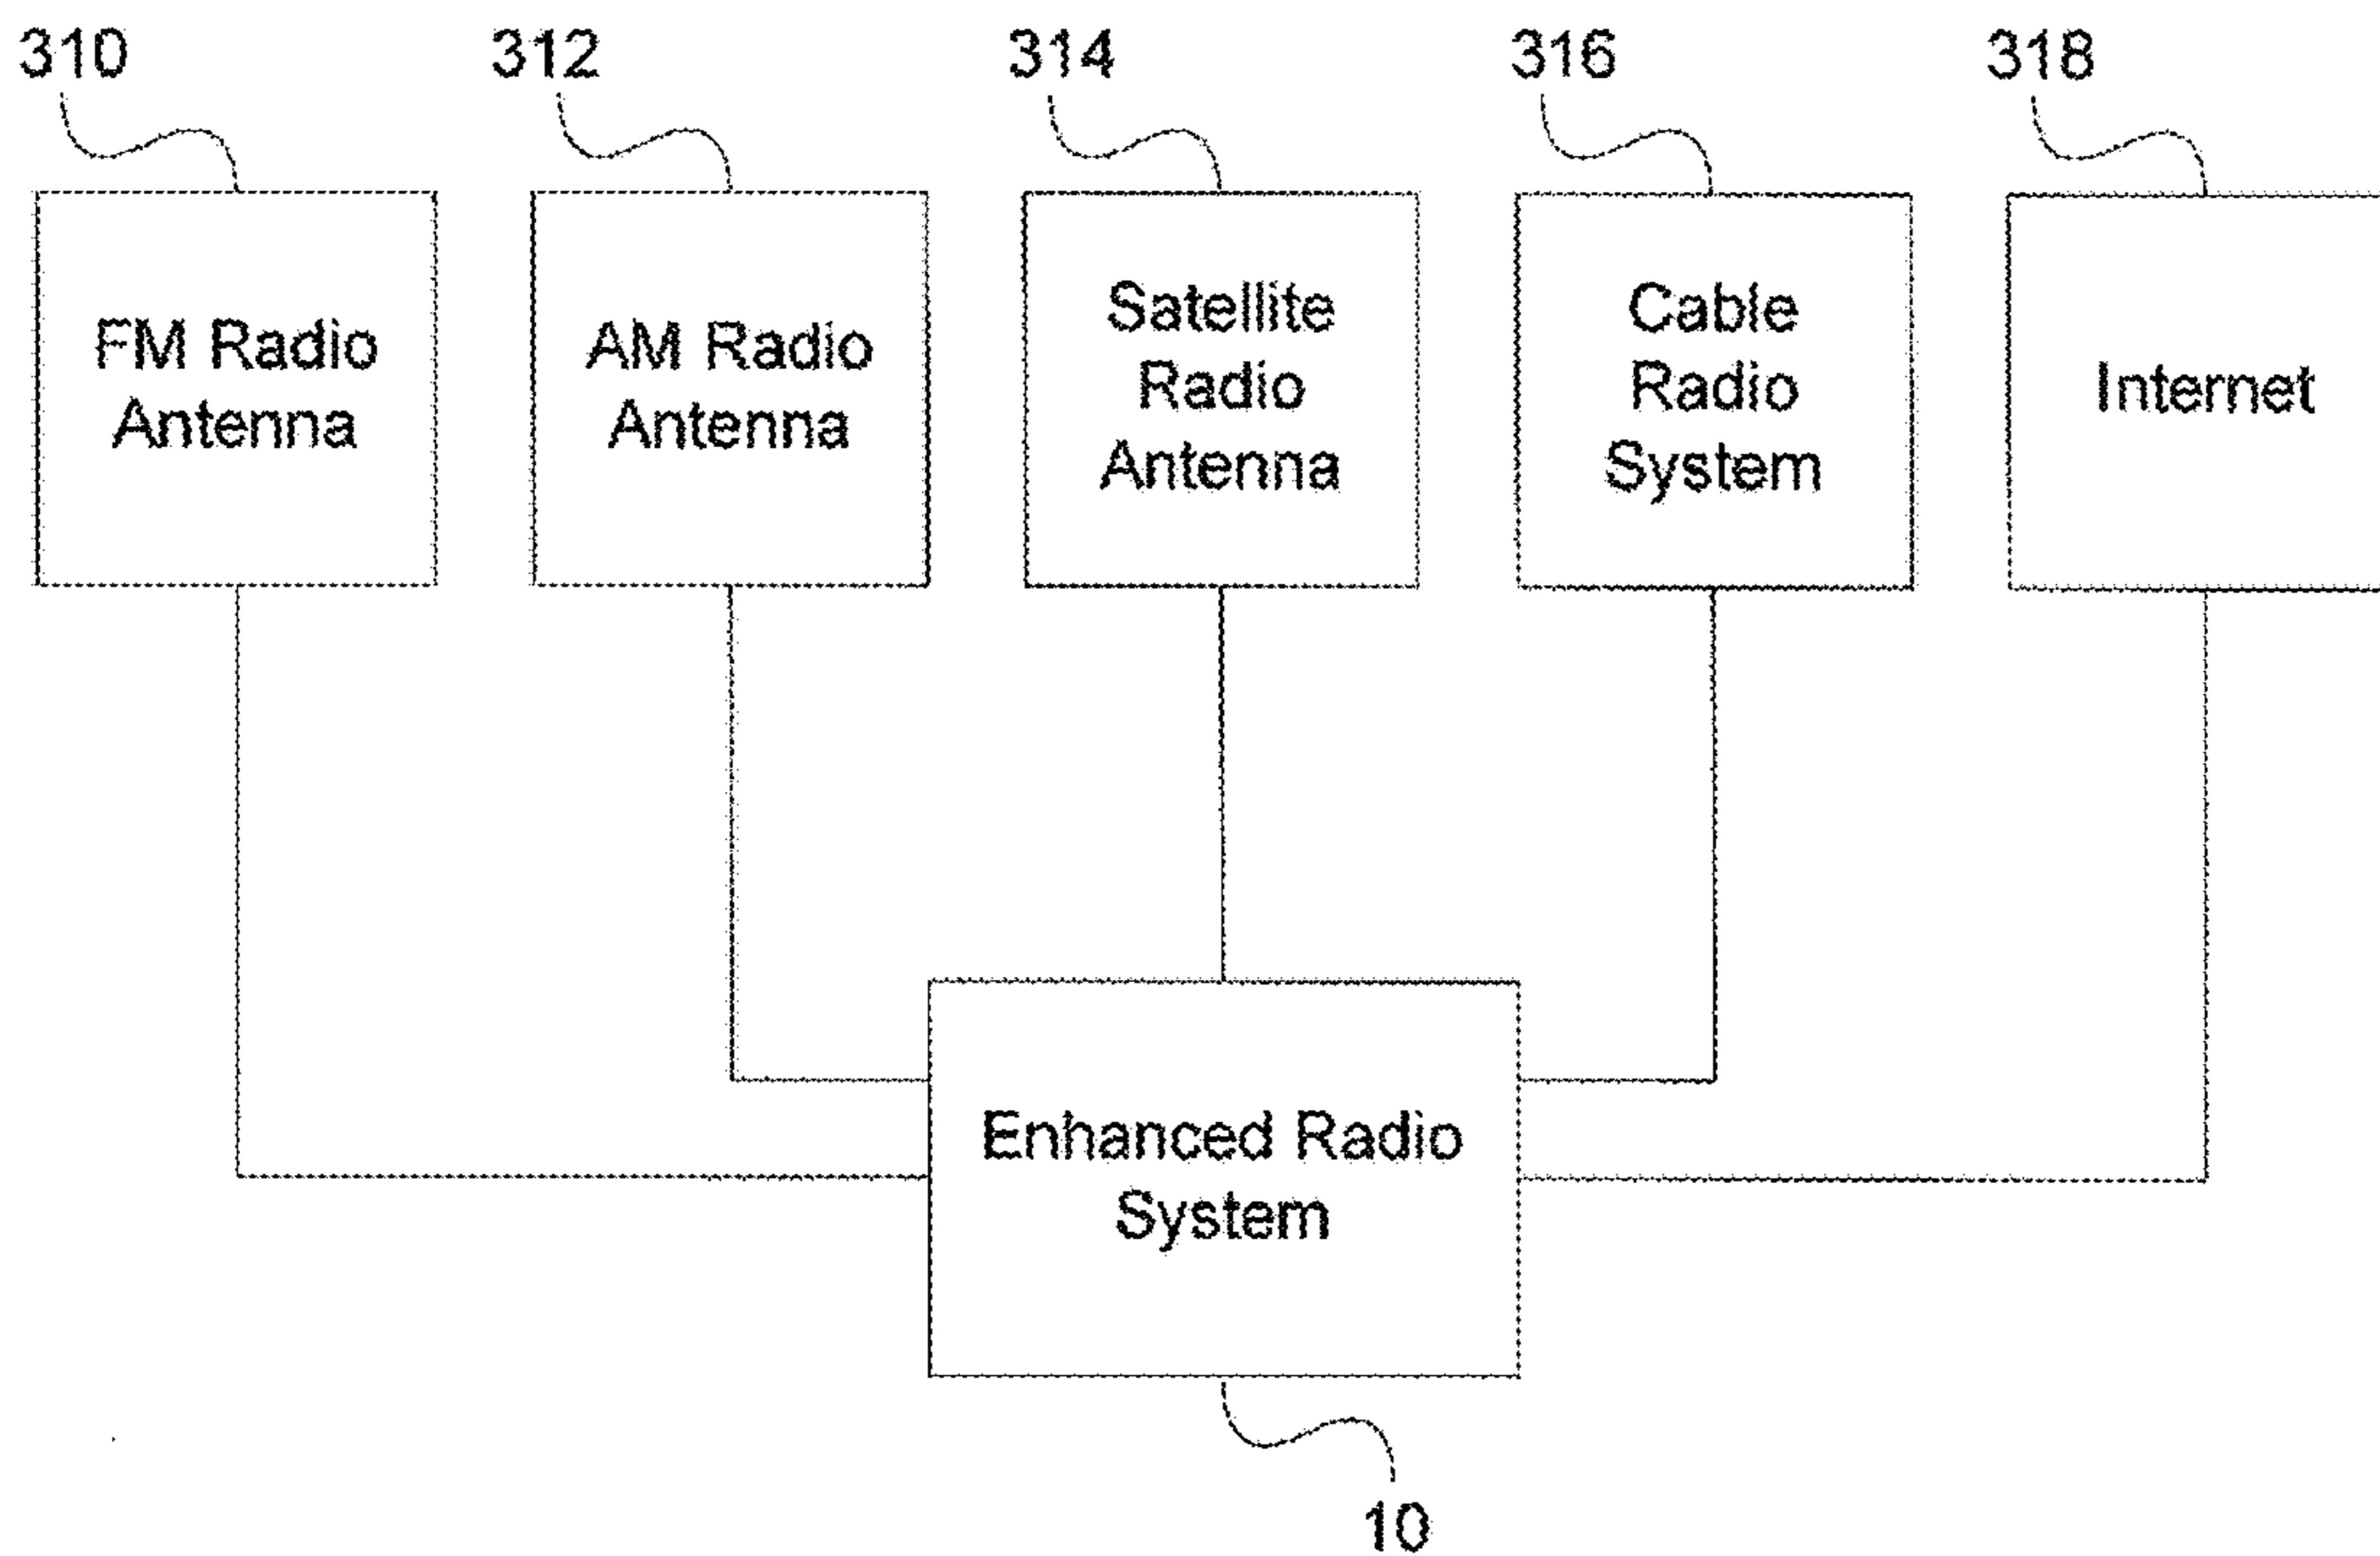 310
312
314
316
318
FM Radio
Antenna
AM Radio
Antenna
Satellite
Radio
Antenna
Cable
Radio
System
Internet
Enhanced Radio
System
10